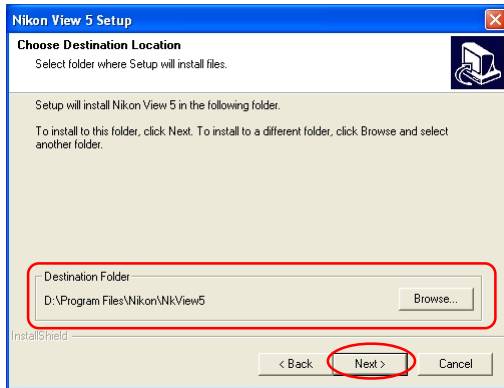 Nikon View 5 Setup
Choose Destination Location
Select folder where Setup will install files.
Setup will install Nikon View 5 in the following folder.
To install to this folder, click Next. To install to a different folder, click Browse and select
another folder.
Destination Folder
D:\Program Files\Nikon\NkView5
Browse...
InstallShield
< Back
Next >
Cancel